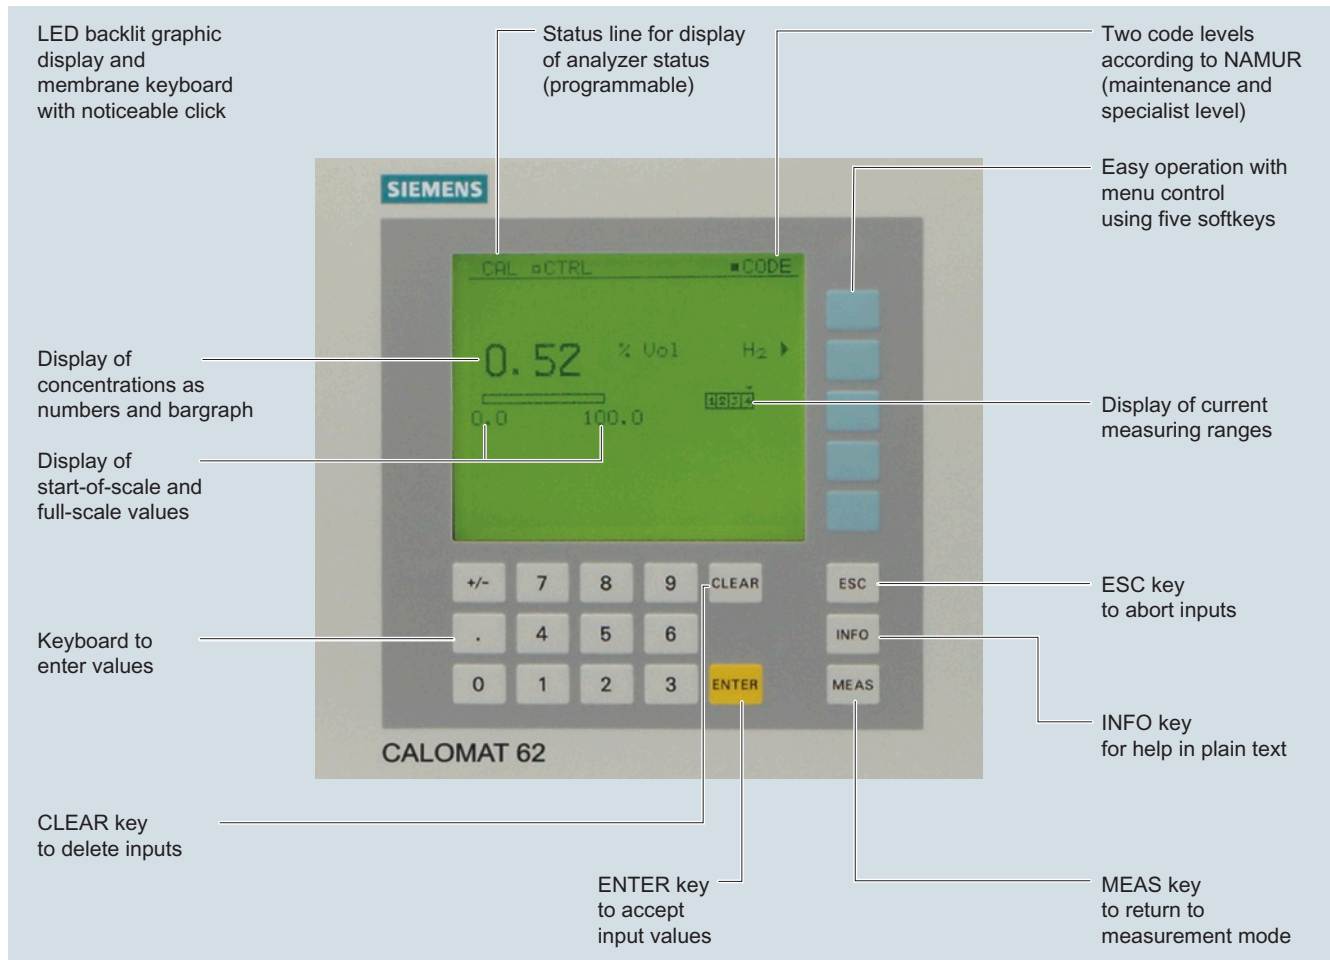 LED backlit graphic
display and
membrane keyboard
with noticeable click
Status line for display
of analyzer status
(programmable)
Two code levels
according to NAMUR
(maintenance and
specialist level)
Easy operation with
menu control
using five softkeys
SIEMENS
CAL CTRL CODE
0.52 % Vol H2
1 2 3 4
0.0 100.0
Display of
concentrations as
numbers and bargraph
Display of
start-of-scale and
full-scale values
Display of current
measuring ranges
+/- 7 8 9 CLEAR ESC
. 4 5 6 INFO
0 1 2 3 ENTER MEAS
ESC key
to abort inputs
Keyboard to
enter values
INFO key
for help in plain text
CALOMAT 62
CLEAR key
to delete inputs
ENTER key
to accept
input values
MEAS key
to return to
measurement mode